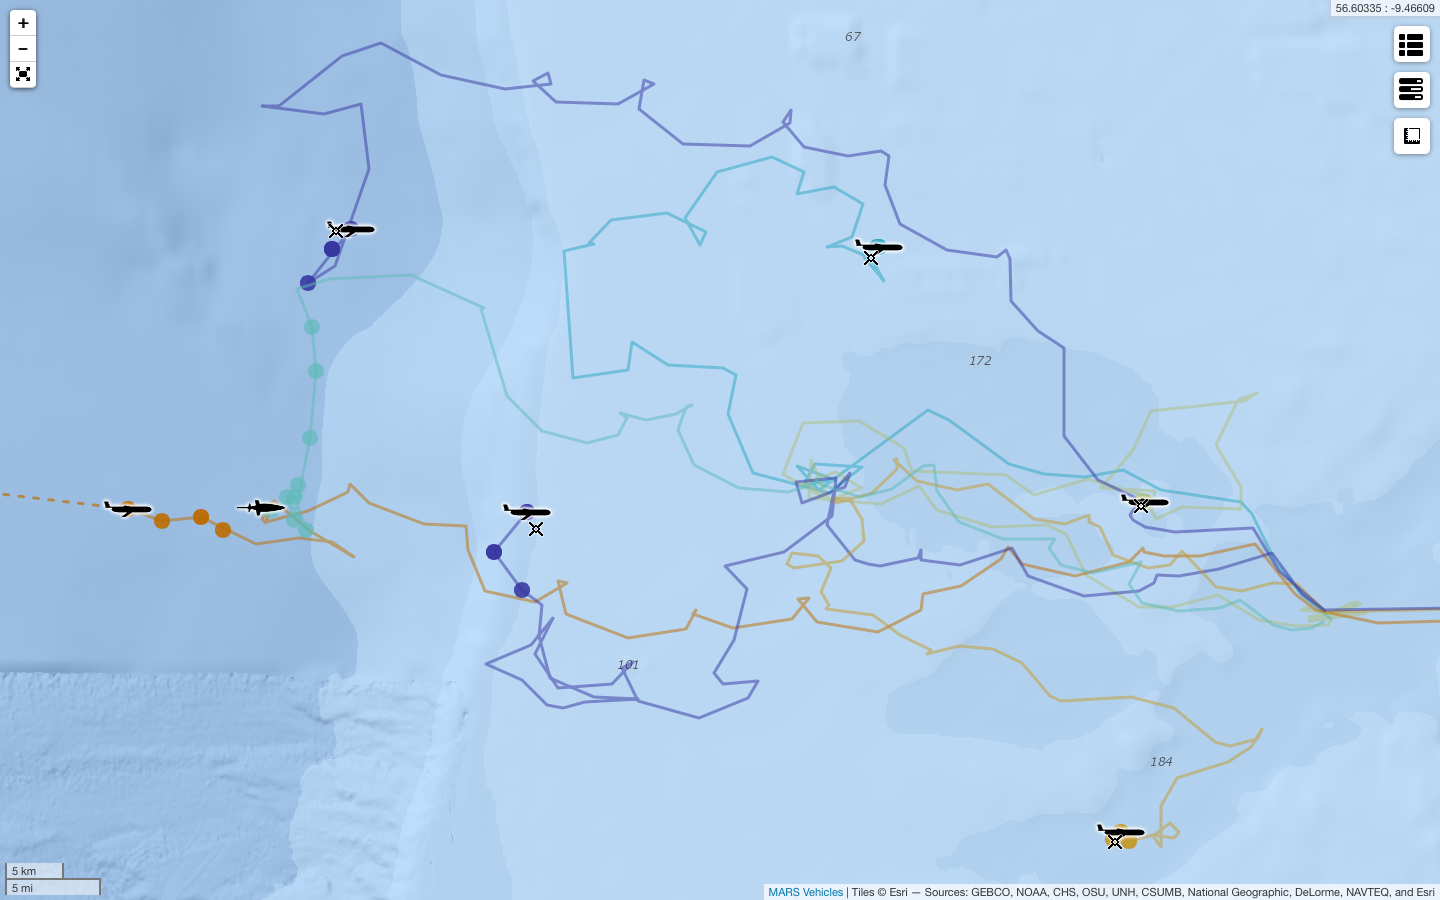 +
56.60335 : -9.46609
−
67
172
101
184
5 km
5 mi
MARS Vehicles | Tiles © Esri — Sources: GEBCO, NOAA, CHS, OSU, UNH, CSUMB, National Geographic, DeLorme, NAVTEQ, and Esri